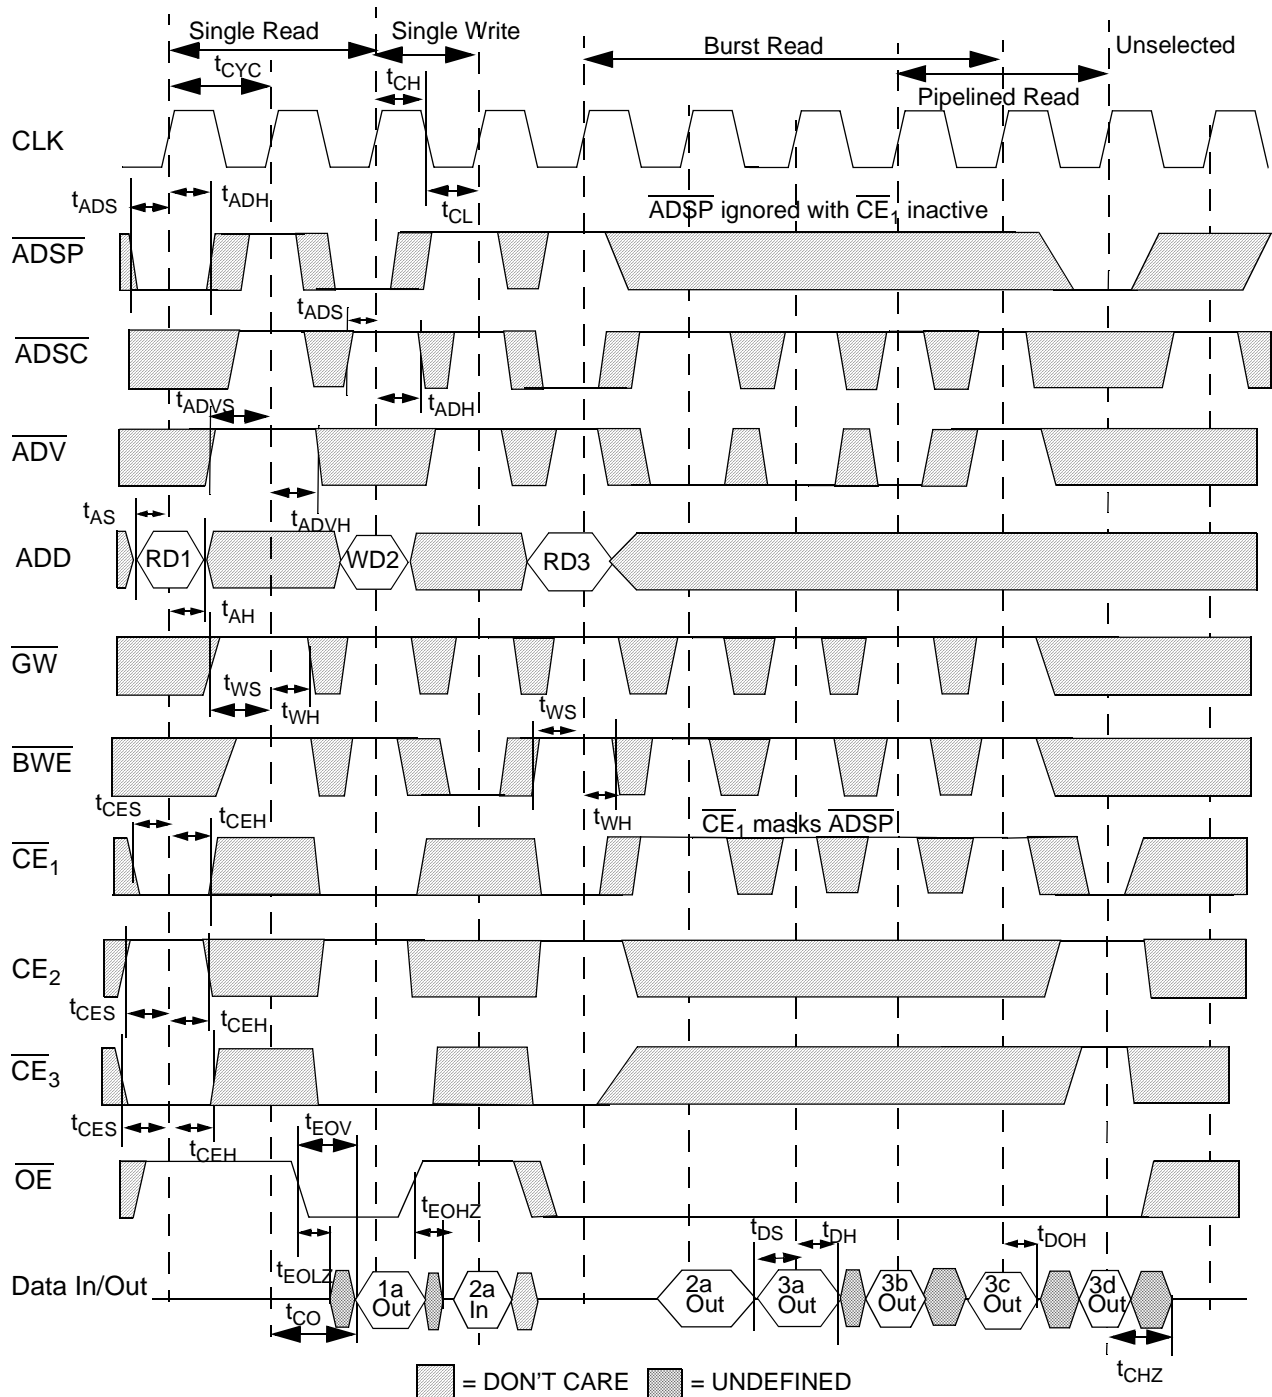 Single Read Single Write Burst Read Unselected
tCYC tCH Pipelined Read
CLK
tADS tADH tCL ADSP ignored with CE1 inactive
ADSP
tADS
ADSC
tADVS tADH
ADV
tAS tADVH
ADD RD1 WD2 RD3
tAH
GW
tWS tWH tWS
BWE
tCES tCEH tWH CE1 masks ADSP
CE1
CE2
tCES tCEH
CE3
tCES tCEH tEOV
OE
tEOHZ tDS tDH tDOH
tEOLZ
Data In/Out 1a Out 2a In 2a Out 3a Out 3b Out 3c Out 3d Out
tCO tCHZ
= DON'T CARE = UNDEFINED